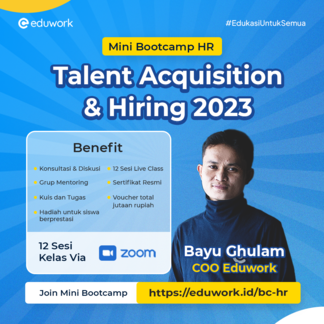 eduwork
#EdukasiUntukSemua
Mini Bootcamp HR
Talent Acquisition
& Hiring 2023
Benefit
Konsultasi & Diskusi
Grup Mentoring
Kuis dan Tugas
Hadiah untuk siswa
berprestasi
12 Sesi Live Class
Sertifikat Resmi
Voucher total
jutaan rupiah
12 Sesi
Kelas Via
zoom
Bayu Ghulam
COO Eduwork
Join Mini Bootcamp
https://eduwork.id/bc-hr